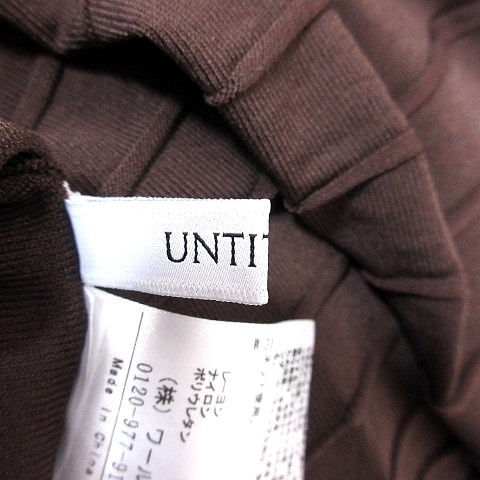 UNTIT
レーヨン
ナイロン
ポリウレタン
(株) ワール
0120-977-91
Made in China